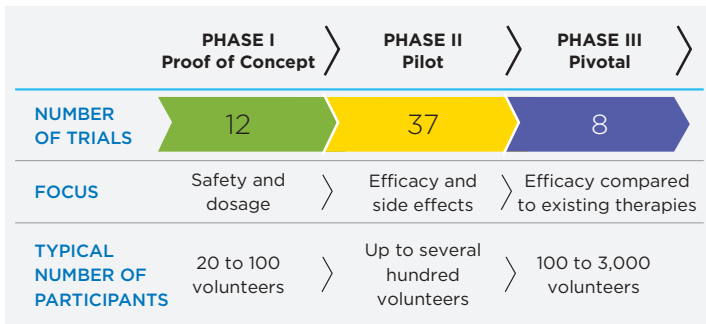 PHASE I
Proof of Concept
PHASE II
Pilot
PHASE III
Pivotal
NUMBER
OF TRIALS
12
37
8
FOCUS
Safety and
dosage
Efficacy and
side effects
Efficacy compared
to existing therapies
TYPICAL
NUMBER OF
PARTICIPANTS
20 to 100
volunteers
Up to several
hundred
volunteers
100 to 3,000
volunteers